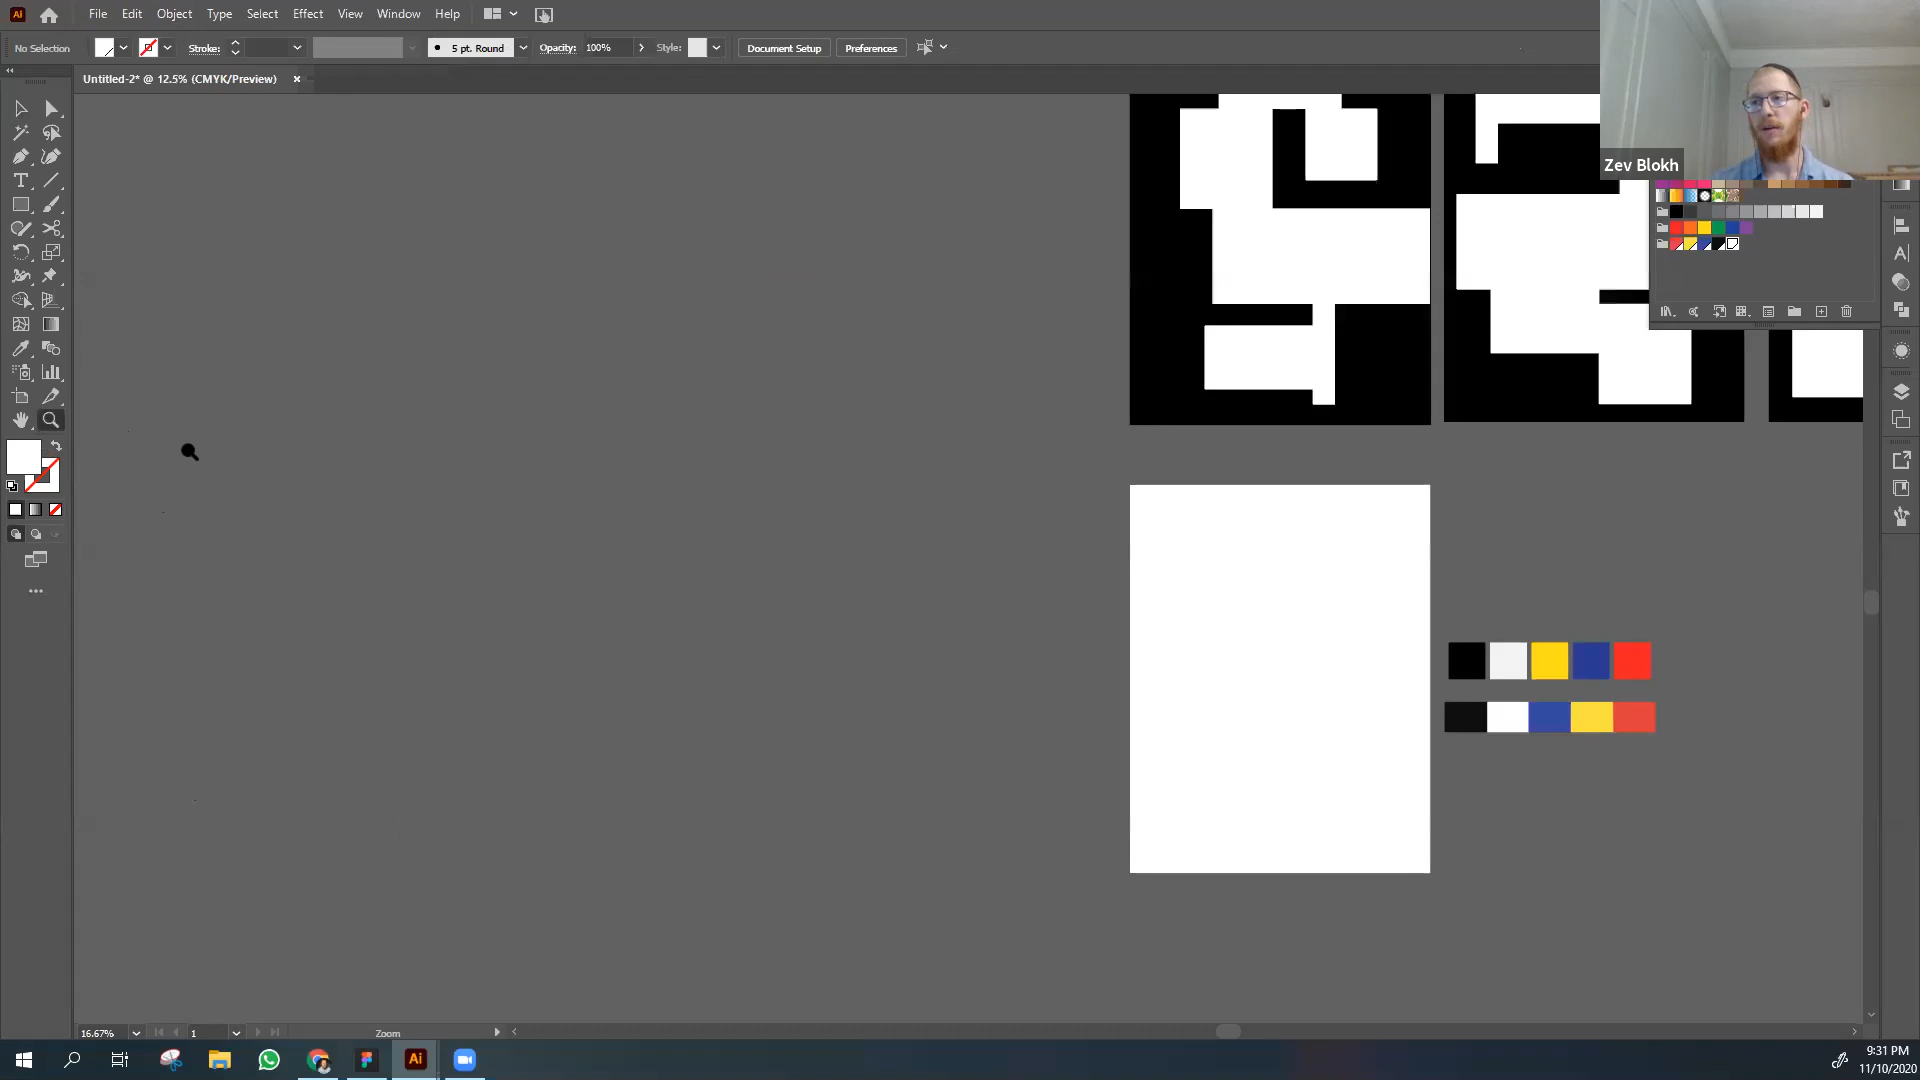 Ai File Edit Object Type Select Effect View Window Help
No Selection Stroke: 5 pt. Round Opacity: 100% Style: Document Setup Preferences
Untitled-2* @ 12.5% (CMYK/Preview)
Zev Blokh
16.67% 1 Zoom
Ai
9:31 PM
11/10/2020